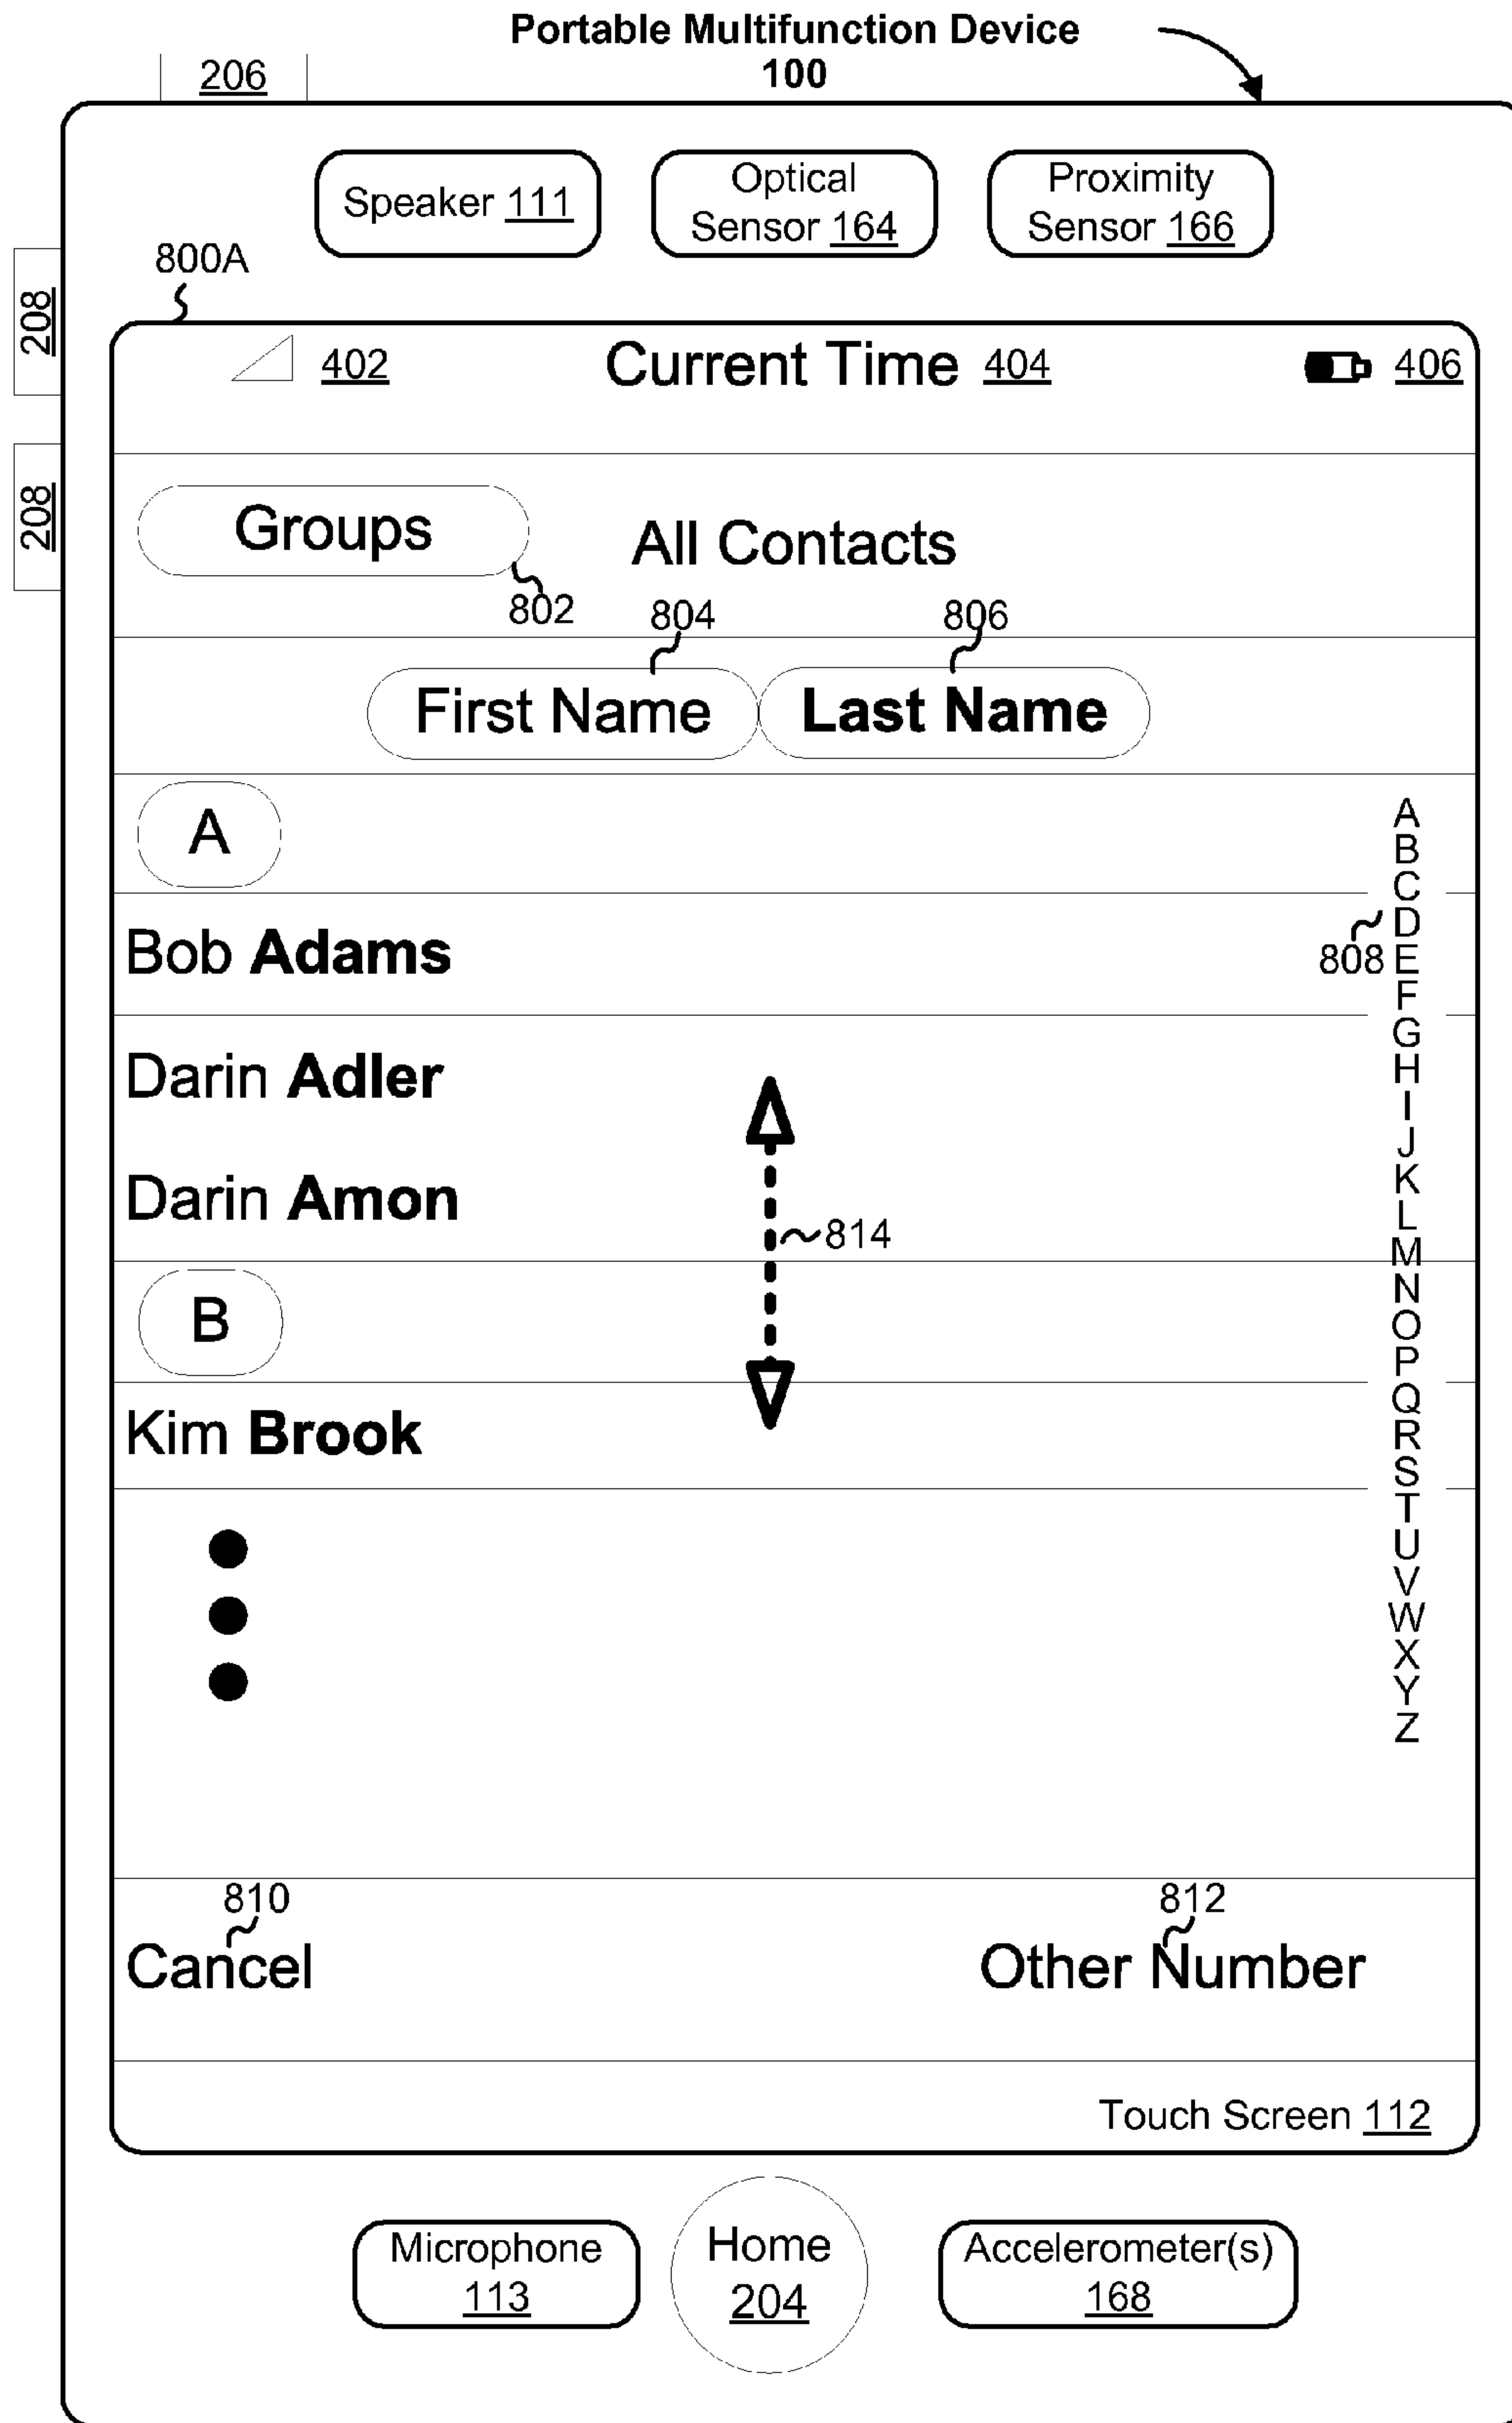 Portable Multifunction Device
100
206
Speaker 111
Optical
Sensor 164
Proximity
Sensor 166
800A
208
208
402
Current Time 404
406
Groups
All Contacts
802
804
806
First Name
Last Name
A
Bob Adams
Darin Adler
Darin Amon
814
B
Kim Brook
A
B
C
D
808
E
F
G
H
I
J
K
L
M
N
O
P
Q
R
S
T
U
V
W
X
Y
Z
810
812
Cancel
Other Number
Touch Screen 112
Microphone
113
Home
204
Accelerometer(s)
168